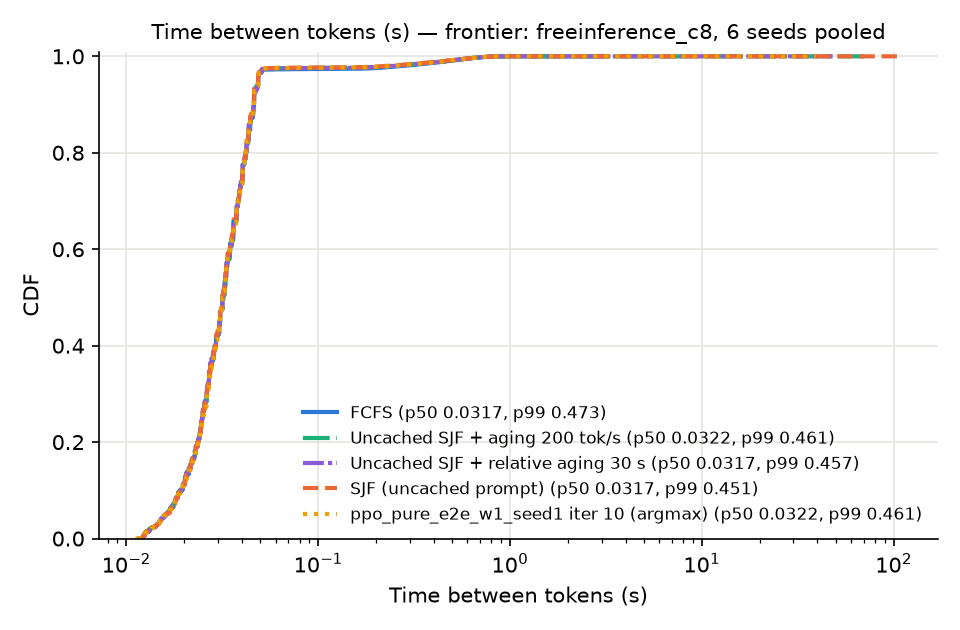 Time between tokens (s) — frontier: freeinference_c8, 6 seeds pooled
1.0
0.8
0.6
0.4
0.2
0.0
CDF
FCFS (p50 0.0317, p99 0.473)
Uncached SJF + aging 200 tok/s (p50 0.0322, p99 0.461)
Uncached SJF + relative aging 30 s (p50 0.0317, p99 0.457)
SJF (uncached prompt) (p50 0.0317, p99 0.451)
ppo_pure_e2e_w1_seed1 iter 10 (argmax) (p50 0.0322, p99 0.461)
10⁻² 10⁻¹ 10⁰ 10¹ 10²
Time between tokens (s)